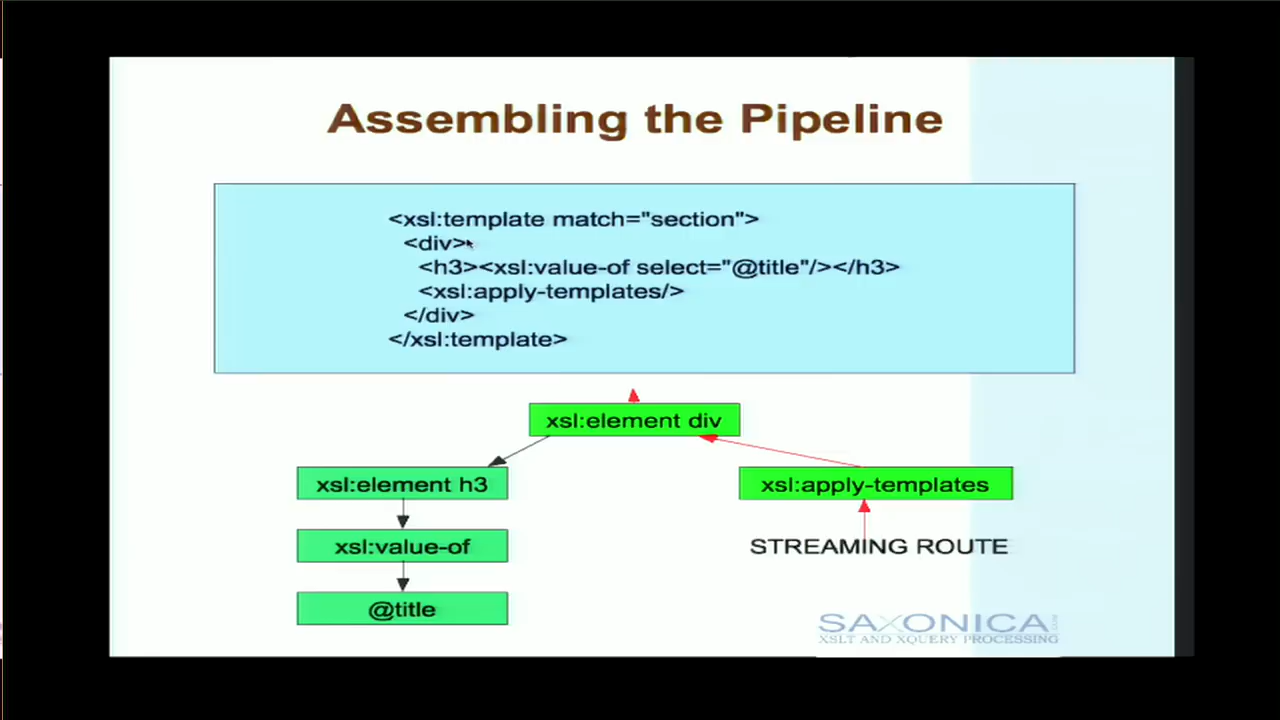 Assembling the Pipeline
<xsl:template match="section">
<div>
<h3><xsl:value-of select="@title"/></h3>
<xsl:apply-templates/>
</div>
</xsl:template>
xsl:element div
xsl:element h3
xsl:apply-templates
xsl:value-of
STREAMING ROUTE
@title
SAXONICA.COM
XSLT AND XQUERY PROCESSING